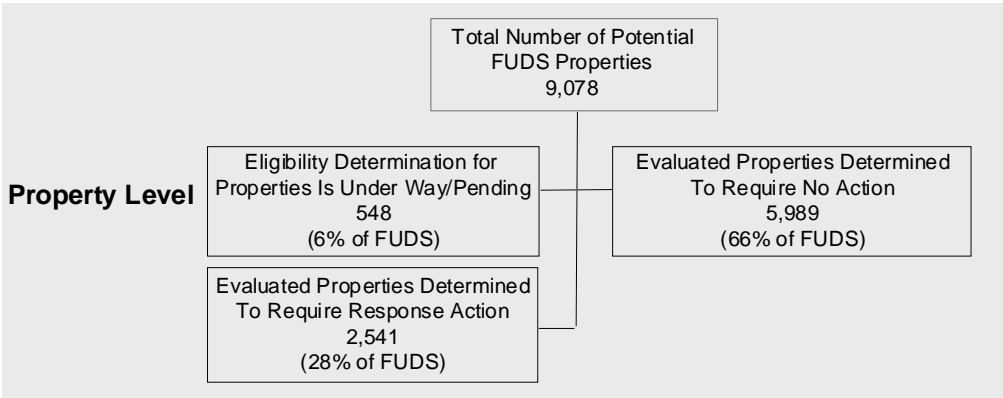 Total Number of Potential
FUDS Properties
9,078
Property Level
Eligibility Determination for
Properties Is Under Way/Pending
548
(6% of FUDS)
Evaluated Properties Determined
To Require No Action
5,989
(66% of FUDS)
Evaluated Properties Determined
To Require Response Action
2,541
(28% of FUDS)